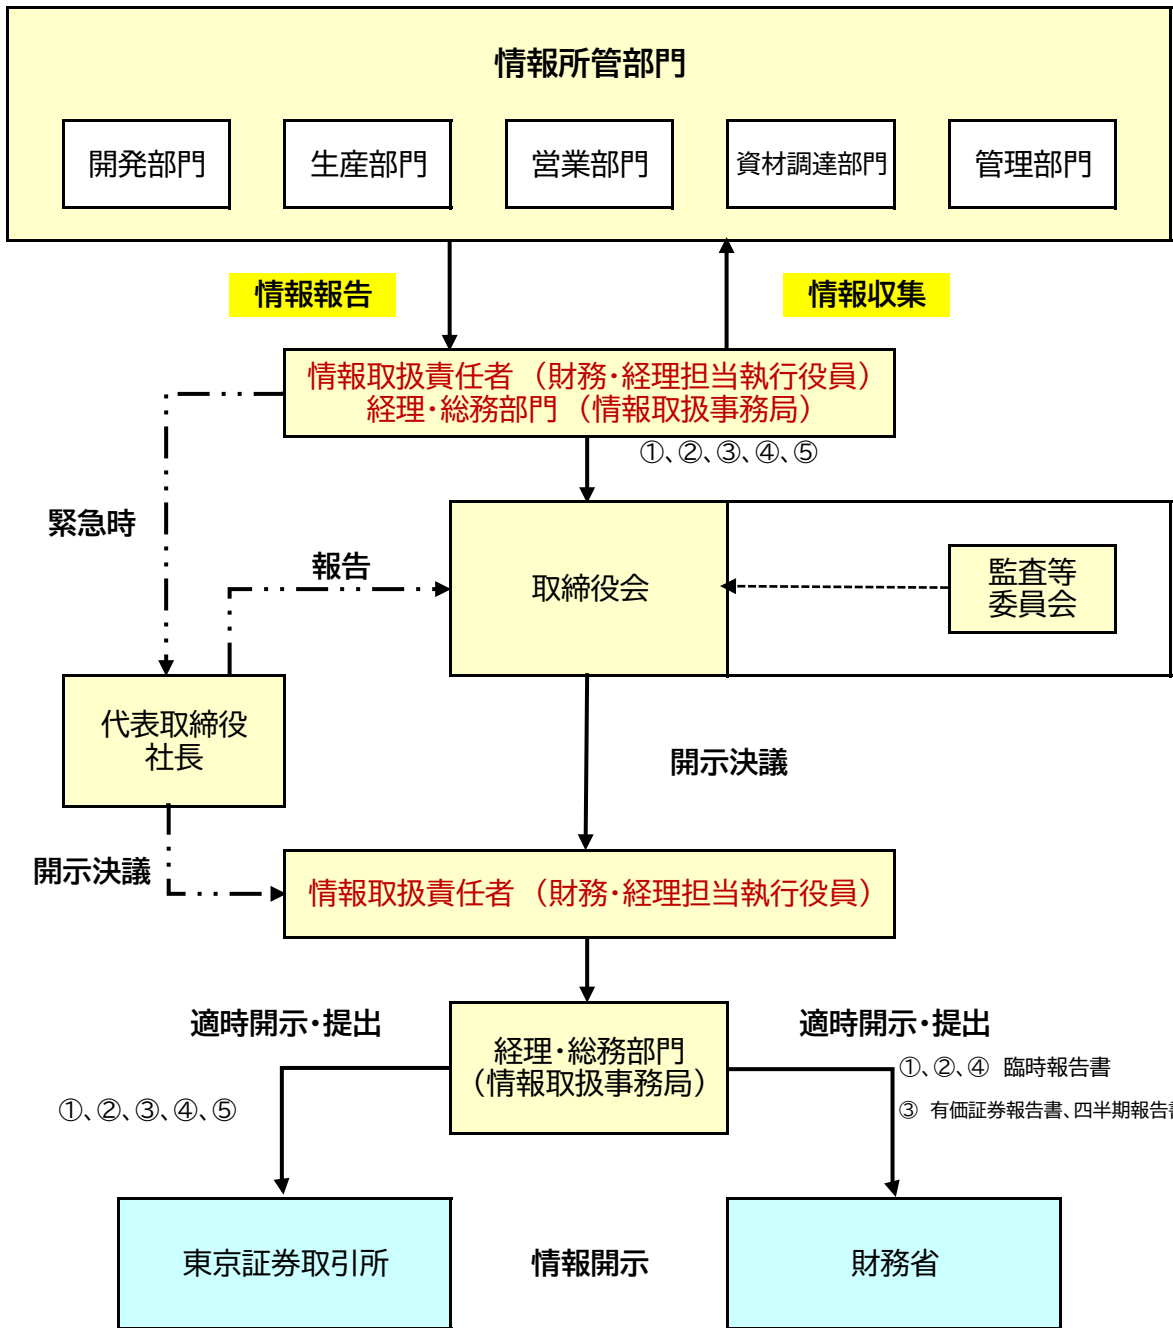 情報所管部門
開発部門
生産部門
営業部門
資材調達部門
管理部門
情報報告
情報収集
情報取扱責任者（財務・経理担当執行役員）
経理・総務部門（情報取扱事務局）
①、②、③、④、⑤
緊急時
報告
取締役会
監査等
委員会
代表取締役
社長
開示決議
開示決議
情報取扱責任者（財務・経理担当執行役員）
適時開示・提出
適時開示・提出
経理・総務部門
（情報取扱事務局）
①、②、④ 臨時報告書
①、②、③、④、⑤
③ 有価証券報告書、四半期報告書
東京証券取引所
情報開示
財務省